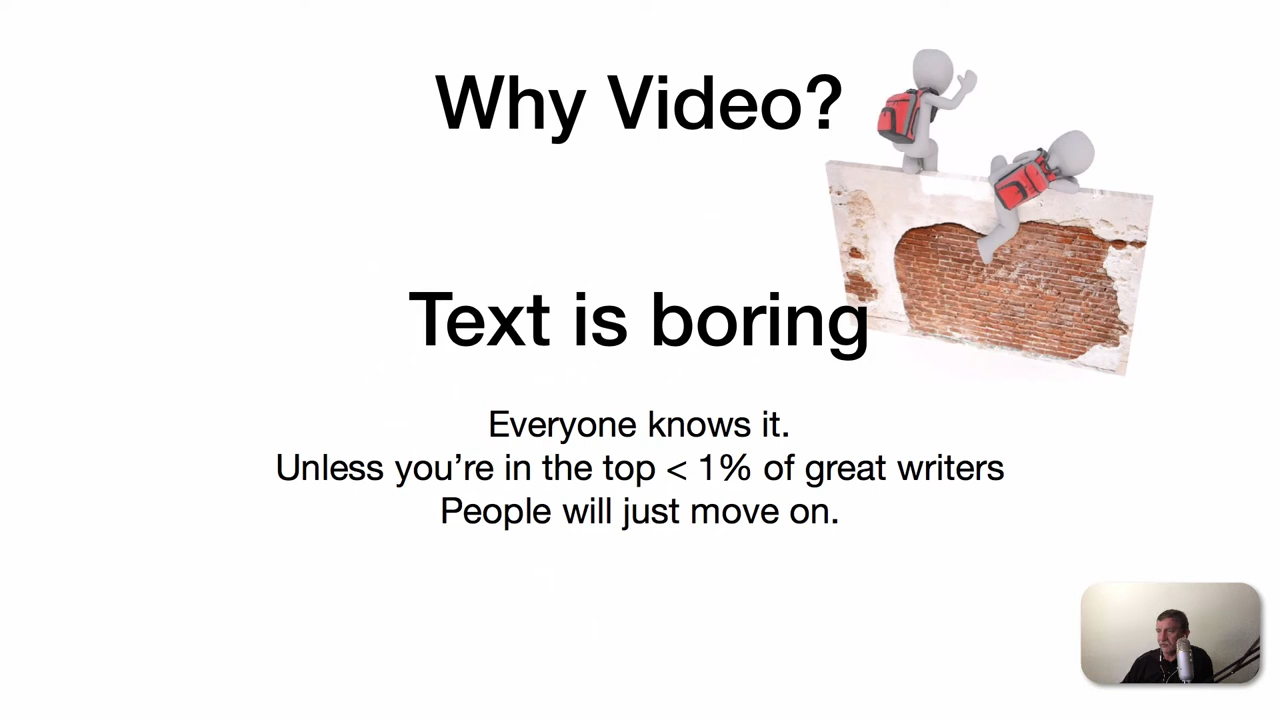 Why Video?
Text is boring
Everyone knows it.
Unless you’re in the top < 1% of great writers
People will just move on.